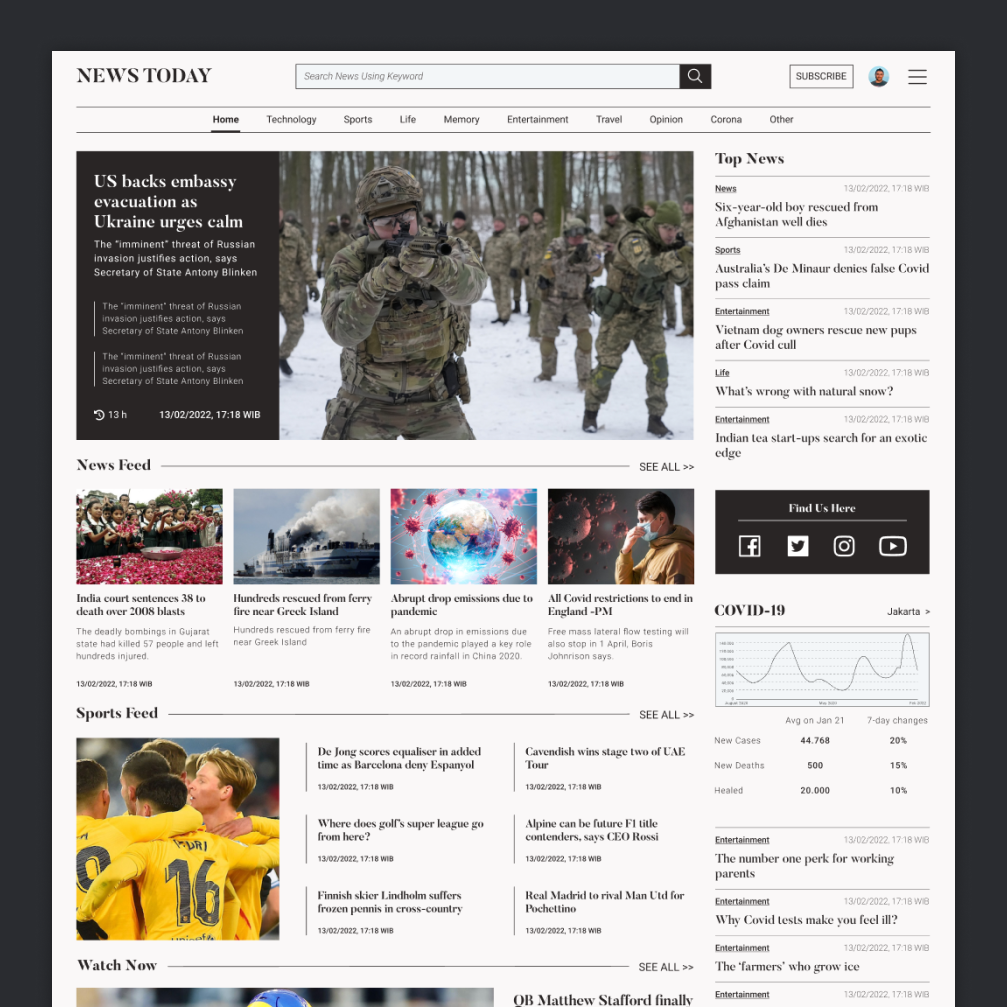 NEWS TODAY
Search News Using Keyword
SUBSCRIBE
Home Technology Sports Life Memory Entertainment Travel Opinion Corona Other
US backs embassy
evacuation as
Ukraine urges calm
The "imminent" threat of Russian
invasion justifies action, says
Secretary of State Antony Blinken
The "imminent" threat of Russian
invasion justifies action, says
Secretary of State Antony Blinken
The "imminent" threat of Russian
invasion justifies action, says
Secretary of State Antony Blinken
13 h 13/02/2022, 17:18 WIB
Top News
News 13/02/2022, 17:18 WIB
Six-year-old boy rescued from
Afghanistan well dies
Sports 13/02/2022, 17:18 WIB
Australia's De Minaur denies false Covid
pass claim
Entertainment 13/02/2022, 17:18 WIB
Vietnam dog owners rescue new pups
after Covid cull
Life 13/02/2022, 17:18 WIB
What's wrong with natural snow?
Entertainment 13/02/2022, 17:18 WIB
Indian tea start-ups search for an exotic
edge
News Feed SEE ALL >>
India court sentences 38 to
death over 2008 blasts
The deadly bombings in Gujarat
state had killed 57 people and left
hundreds injured.
13/02/2022, 17:18 WIB
Hundreds rescued from ferry
fire near Greek Island
Hundreds rescued from ferry fire
near Greek Island
13/02/2022, 17:18 WIB
Abrupt drop emissions due to
pandemic
An abrupt drop in emissions due
to the pandemic played a key role
in record rainfall in China 2020.
13/02/2022, 17:18 WIB
All Covid restrictions to end in
England -PM
Free mass lateral flow testing will
also stop in 1 April, Boris
Johnrison says.
13/02/2022, 17:18 WIB
Find Us Here
COVID-19 Jakarta >
August 2020 May 2021 Feb 2022
Avg on Jan 21 7-day changes
New Cases 44.768 20%
New Deaths 500 15%
Healed 20.000 10%
Sports Feed SEE ALL >>
16
De Jong scores equaliser in added
time as Barcelona deny Espanyol
13/02/2022, 17:18 WIB
Cavendish wins stage two of UAE
Tour
13/02/2022, 17:18 WIB
Where does golf's super league go
from here?
13/02/2022, 17:18 WIB
Alpine can be future F1 title
contenders, says CEO Rossi
13/02/2022, 17:18 WIB
Finnish skier Lindholm suffers
frozen pennis in cross-country
13/02/2022, 17:18 WIB
Real Madrid to rival Man Utd for
Pochettino
13/02/2022, 17:18 WIB
Entertainment 13/02/2022, 17:18 WIB
The number one perk for working
parents
Entertainment 13/02/2022, 17:18 WIB
Why Covid tests make you feel ill?
Entertainment 13/02/2022, 17:18 WIB
The 'farmers' who grow ice
Entertainment 13/02/2022, 17:18 WIB
Watch Now SEE ALL >>
QB Matthew Stafford finally